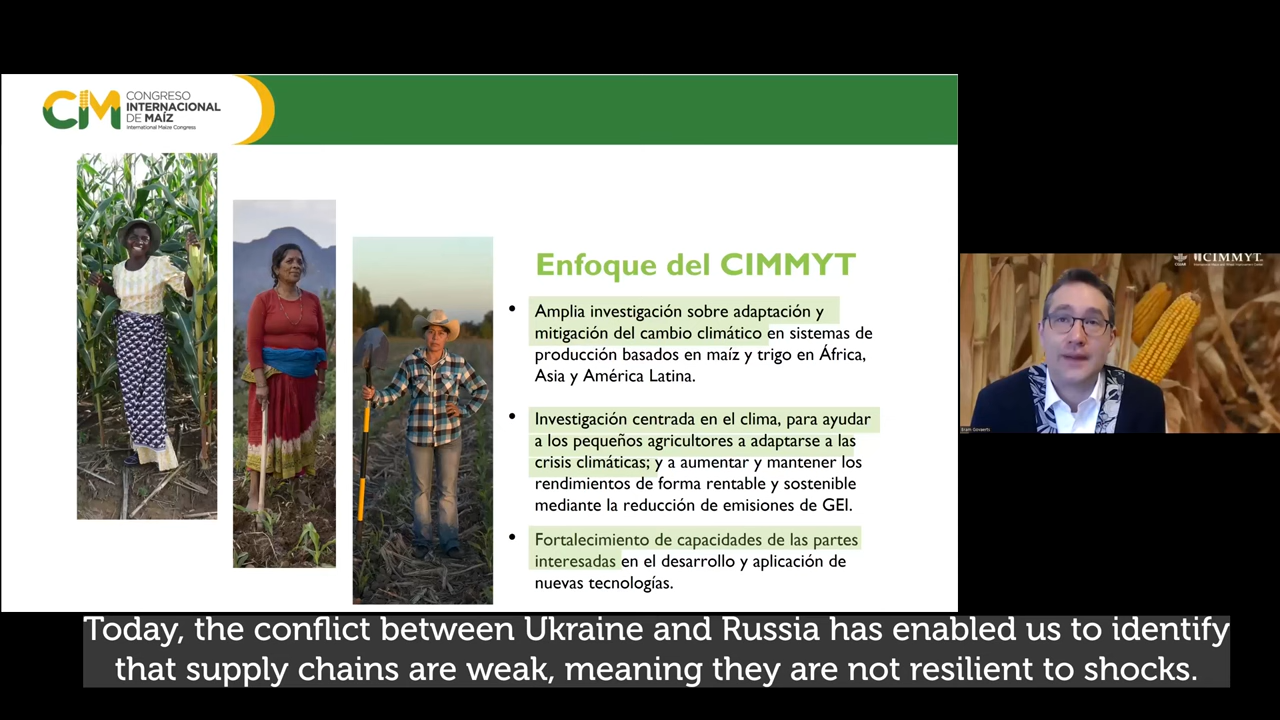 CIM
CONGRESO
INTERNACIONAL
DE MAÍZ
International Maize Congress
Enfoque del CIMMYT
• Amplia investigación sobre adaptación y
mitigación del cambio climático en sistemas de
producción basados en maíz y trigo en África,
Asia y América Latina.
• Investigación centrada en el clima, para ayudar
a los pequeños agricultores a adaptarse a las
crisis climáticas; y a aumentar y mantener los
rendimientos de forma rentable y sostenible
mediante la reducción de emisiones de GEI.
• Fortalecimiento de capacidades de las partes
interesadas en el desarrollo y aplicación de
nuevas tecnologías.
CGIAR
CIMMYT
Bram Govaerts
Today, the conflict between Ukraine and Russia has enabled us to identify
that supply chains are weak, meaning they are not resilient to shocks.